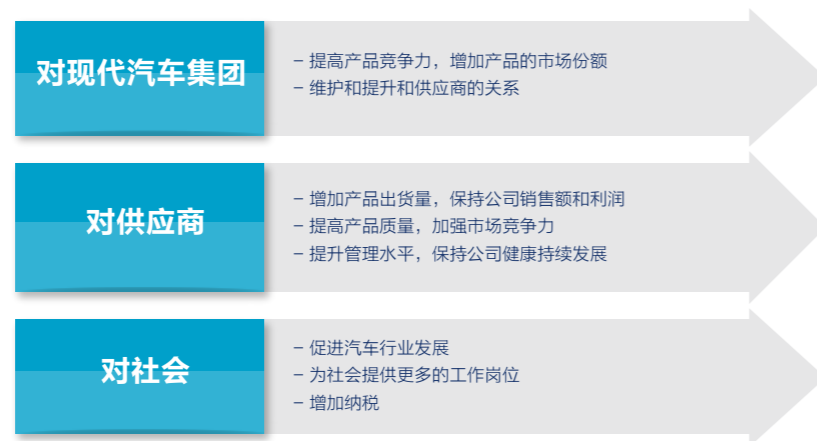 对现代汽车集团
– 提高产品竞争力，增加产品的市场份额
– 维护和提升和供应商的关系
对供应商
– 增加产品出货量，保持公司销售额和利润
– 提高产品质量，加强市场竞争力
– 提升管理水平，保持公司健康持续发展
对社会
– 促进汽车行业发展
– 为社会提供更多的工作岗位
– 增加纳税